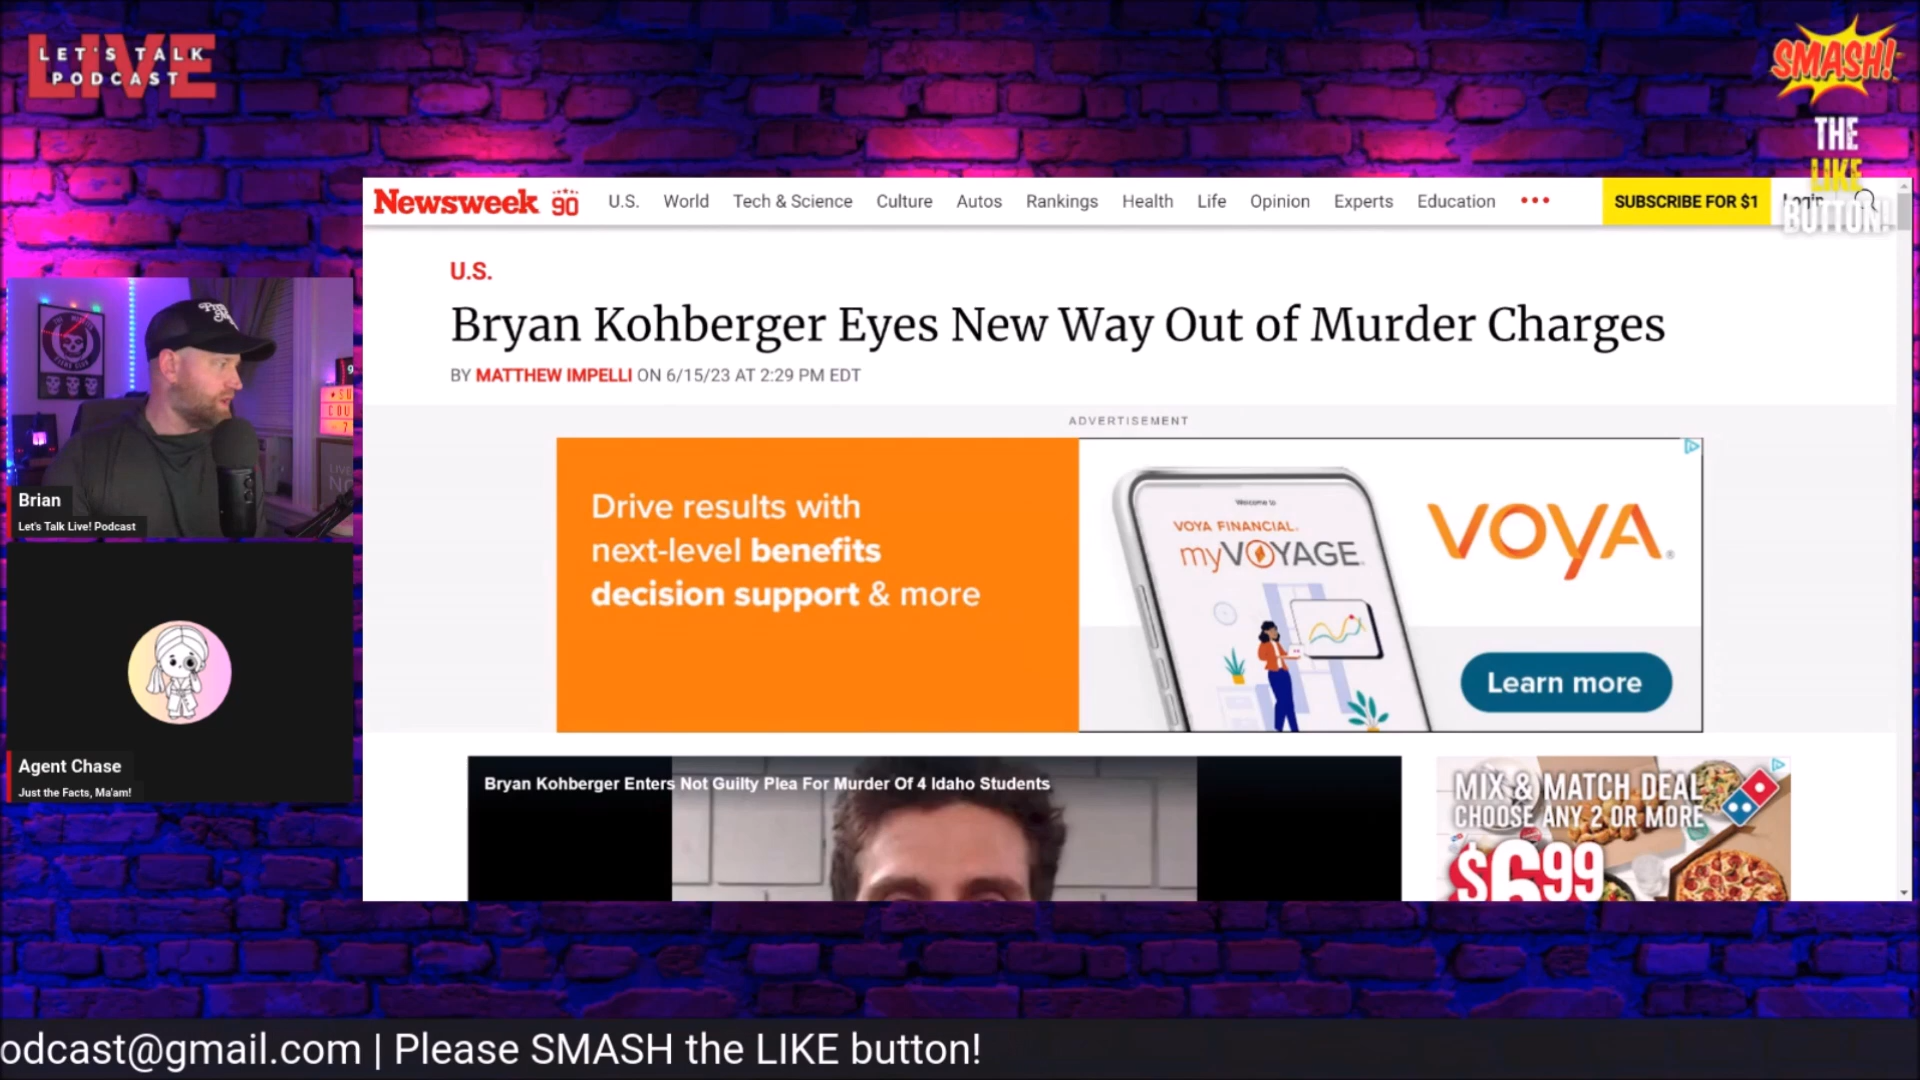 LIVE
LET'S TALK
PODCAST
SMASH!
THE
LIKE
BUTTON!
Newsweek 90 U.S. World Tech & Science Culture Autos Rankings Health Life Opinion Experts Education SUBSCRIBE FOR $1 Login
U.S.
Bryan Kohberger Eyes New Way Out of Murder Charges
BY MATTHEW IMPELLI ON 6/15/23 AT 2:29 PM EDT
ADVERTISEMENT
Drive results with
next-level benefits
decision support & more
Welcome to
VOYA FINANCIAL.
myVOYAGE
VOYA®
Learn more
Brian
Let's Talk Live! Podcast
Agent Chase
Just the Facts, Ma'am!
Bryan Kohberger Enters Not Guilty Plea For Murder Of 4 Idaho Students
MIX & MATCH DEAL
CHOOSE ANY 2 OR MORE
$6.99
odcast@gmail.com | Please SMASH the LIKE button!